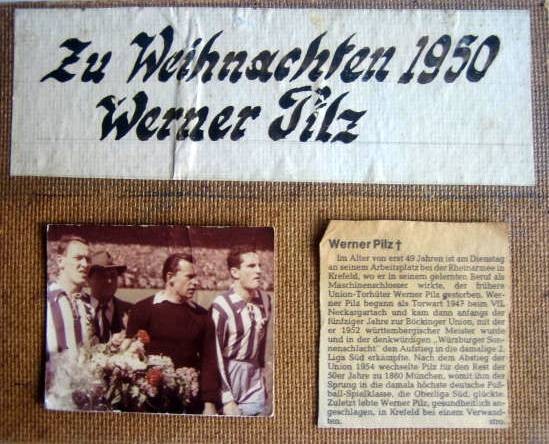 Zu Weihnachten 1950
Werner Pilz
Werner Pilz †
Im Alter von erst 49 Jahren ist am Dienstag
an seinem Arbeitsplatz bei der Rheinarmee in
Krefeld, wo er in seinem gelernten Beruf als
Maschinenschlosser wirkte, der frühere
Union-Torhüter Werner Pilz gestorben. Wer-
ner Pilz begann als Torwart 1947 beim VfL
Neckargartach und kam dann anfangs der
fünfziger Jahre zur Böckinger Union, mit der
er 1952 württembergischer Meister wurde
und in der denkwürdigen „Würzburger Son-
nenschlacht" den Aufstieg in die damalige 2.
Liga Süd erkämpfte. Nach dem Abstieg der
Union 1954 wechselte Pilz für den Rest der
50er Jahre zu 1860 München, womit ihm der
Sprung in die damals höchste deutsche Fuß-
ball-Spielklasse, die Oberliga Süd, glückte.
Zuletzt lebte Werner Pilz, gesundheitlich an-
geschlagen, in Krefeld bei einem Verwand-
ten. stro